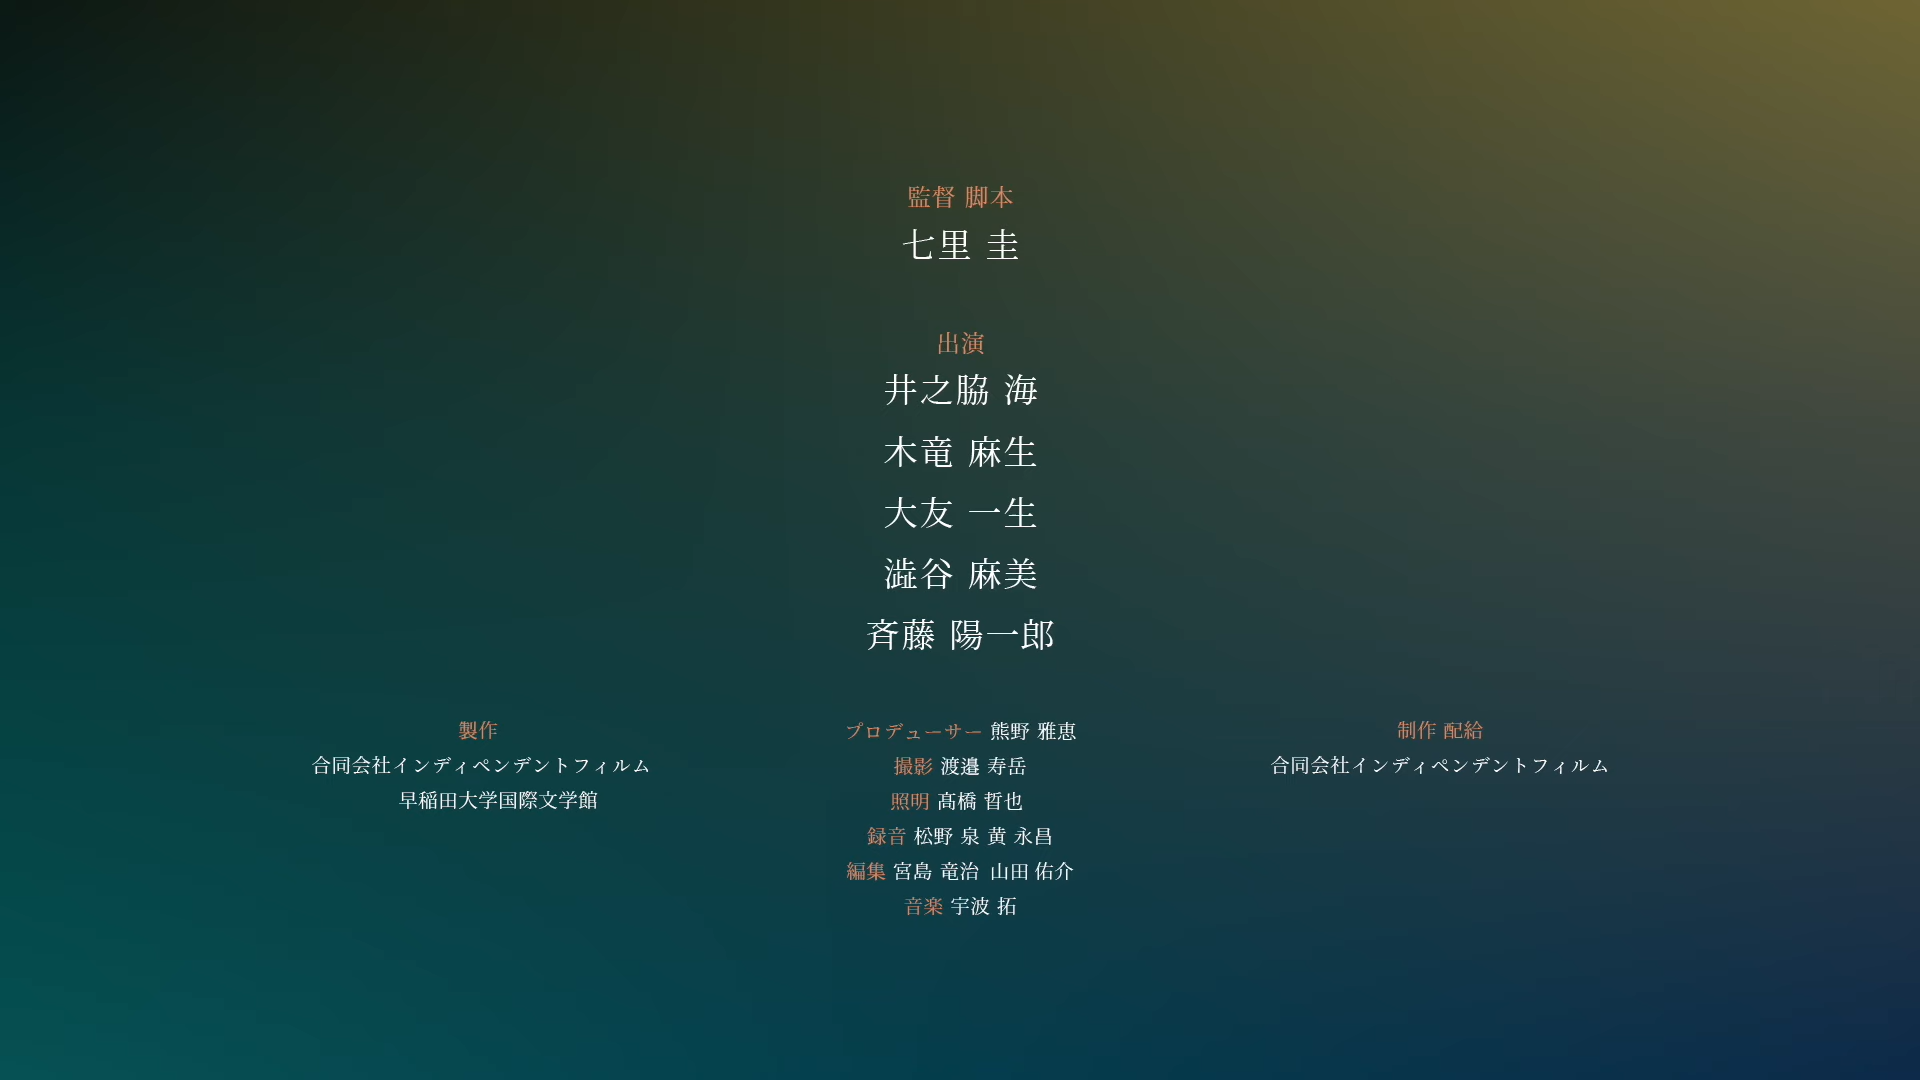 監督 脚本
七里 圭
出演
井之脇 海
木竜 麻生
大友 一生
澁谷 麻美
斉藤 陽一郎
製作
合同会社インディペンデントフィルム
早稲田大学国際文学館
プロデューサー 熊野 雅恵
撮影 渡邉 寿岳
照明 髙橋 哲也
録音 松野 泉 黄 永昌
編集 宮島 竜治 山田 佑介
音楽 宇波 拓
制作 配給
合同会社インディペンデントフィルム